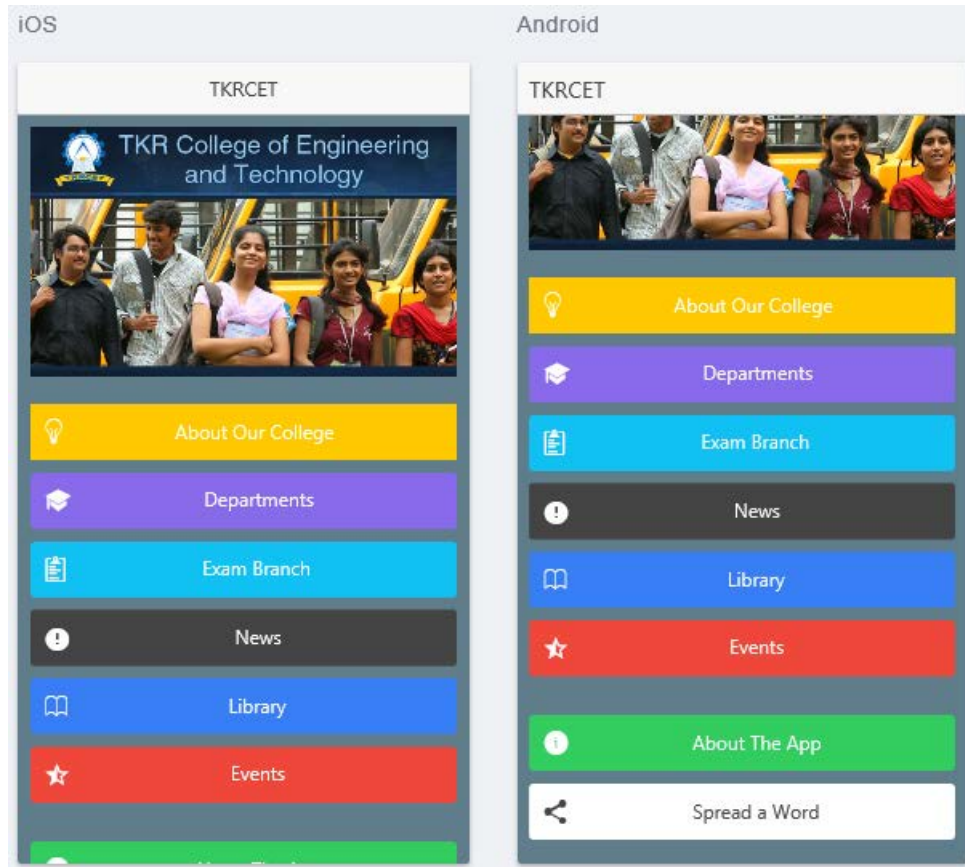 iOS
TKRCET
TKR College of Engineering
and Technology
About Our College
Departments
Exam Branch
News
Library
Events
Android
TKRCET
About Our College
Departments
Exam Branch
News
Library
Events
About The App
Spread a Word